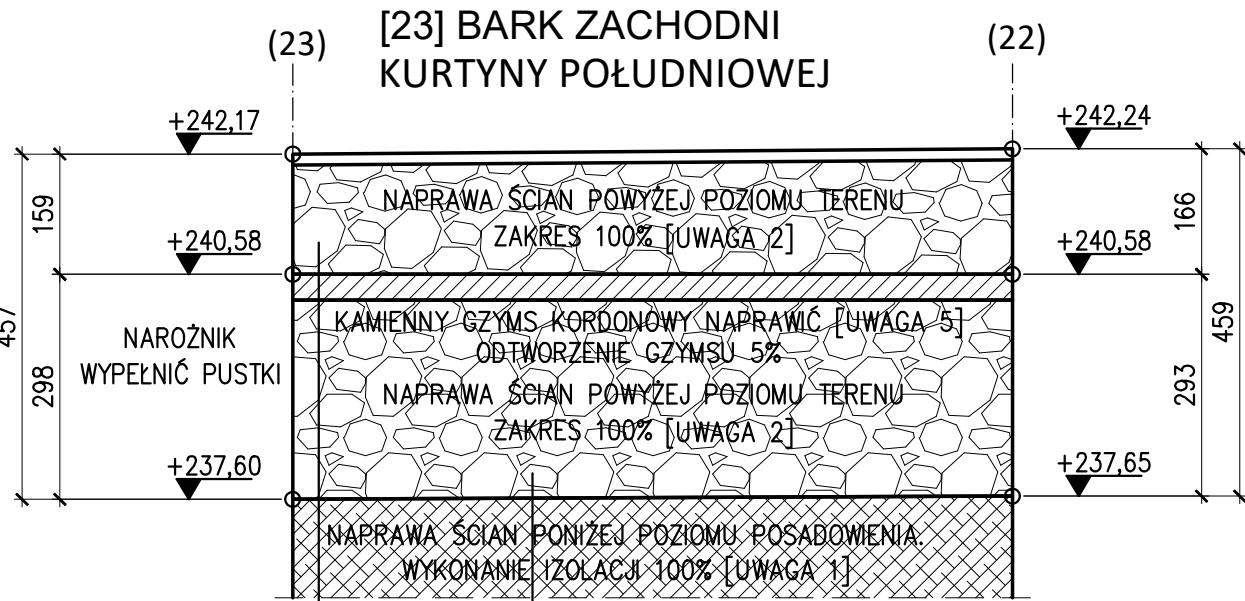 [23] BARK ZACHODNI
KURTYNY POŁUDNIOWEJ
(23)
(22)
+242,17
+242,24
159
166
NAPRAWA ŚCIAN POWYŻEJ POZIOMU TERENU
ZAKRES 100% [UWAGA 2]
+240,58
+240,58
457
459
KAMIENNY GZYMS KORDONOWY NAPRAWIĆ [UWAGA 5]
ODTWORZENIE GZYMSU 5%
NAROŻNIK
WYPEŁNIĆ PUSTKI
298
293
NAPRAWA ŚCIAN POWYŻEJ POZIOMU TERENU
ZAKRES 100% [UWAGA 2]
+237,60
+237,65
NAPRAWA ŚCIAN PONIŻEJ POZIOMU POSADOWIENIA.
WYKONANIE IZOLACJI 100% [UWAGA 1]